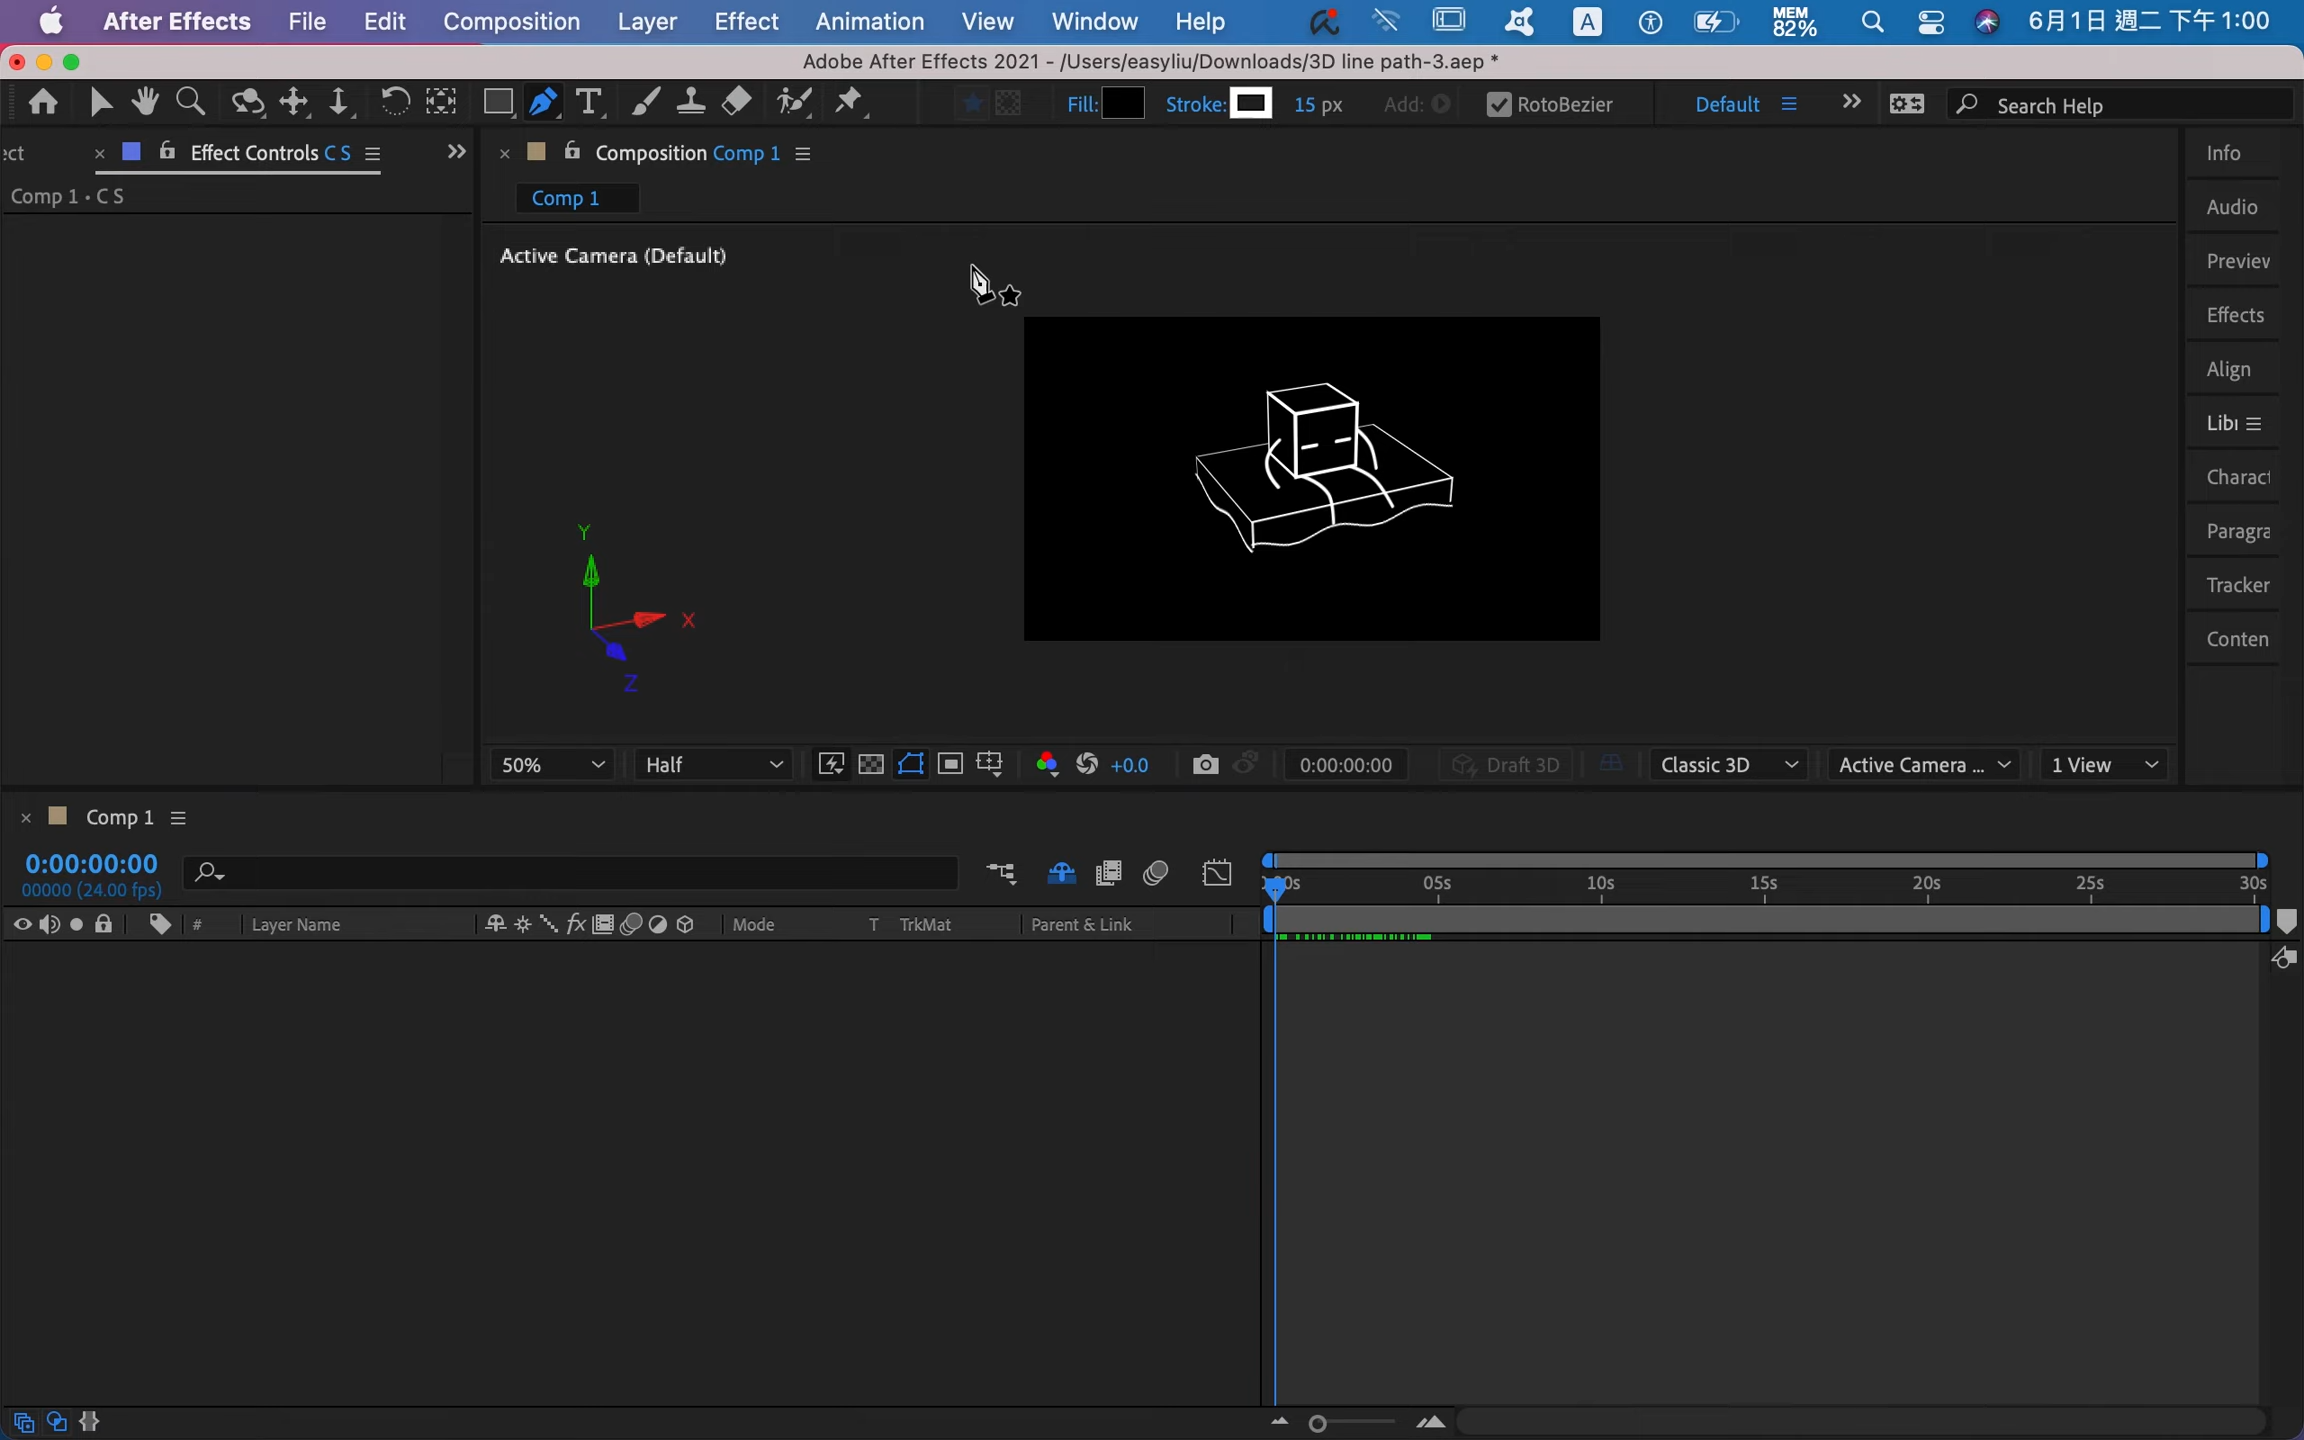 After Effects File Edit Composition Layer Effect Animation View Window Help A MEM 82% 6月1日 週二 下午 1:00
Adobe After Effects 2021 - /Users/easyliu/Downloads/3D line path-3.aep *
T Fill: Stroke: 15 px Add: RotoBezier Default Search Help
ect Effect Controls C S
Composition Comp 1
Comp 1 • C S
Comp 1
Active Camera (Default)
Y
X
Z
Info
Audio
Preview
Effects
Align
Libr
Charact
Paragra
Tracker
Conten
50% Half +0.0 0:00:00:00 Draft 3D Classic 3D Active Camera ... 1 View
Comp 1
0:00:00:00
00000 (24.00 fps)
# Layer Name fx Mode T TrkMat Parent & Link
00s 05s 10s 15s 20s 25s 30s